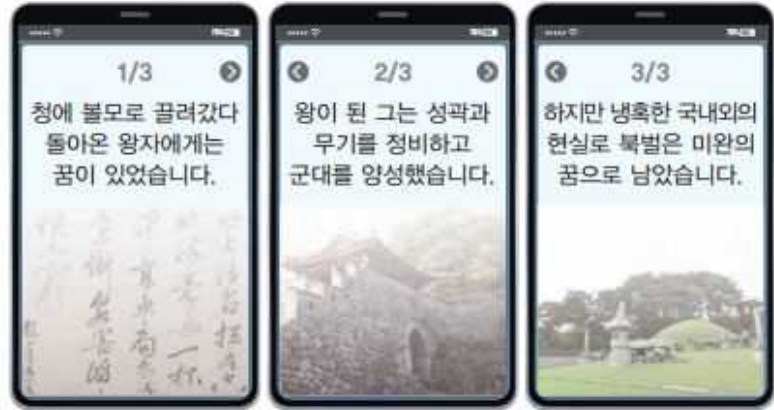 1/3
청에 볼모로 끌려갔다
돌아온 왕자에게는
꿈이 있었습니다.
2/3
왕이 된 그는 성곽과
무기를 정비하고
군대를 양성했습니다.
3/3
하지만 냉혹한 국내외의
현실로 북벌은 미완의
꿈으로 남았습니다.